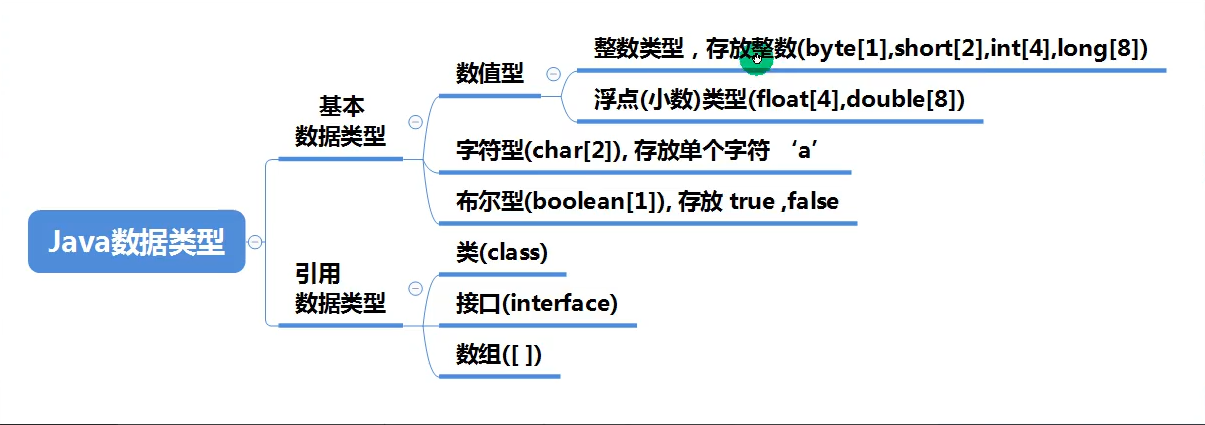 整数类型，存放整数(byte[1],short[2],int[4],long[8])
数值型
浮点(小数)类型(float[4],double[8])
基本
数据类型
字符型(char[2]), 存放单个字符 ‘a’
布尔型(boolean[1]), 存放 true ,false
Java数据类型
类(class)
引用
数据类型
接口(interface)
数组([ ])